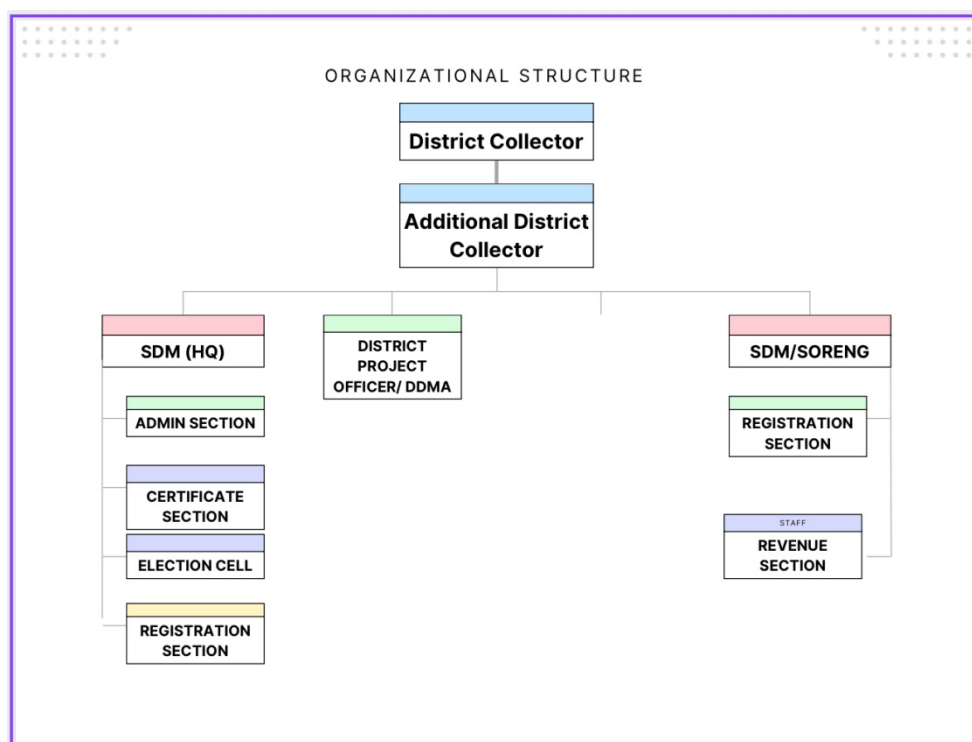 ORGANIZATIONAL STRUCTURE
District Collector
Additional District
Collector
SDM (HQ)
DISTRICT
PROJECT
OFFICER/ DDMA
SDM/SORENG
ADMIN SECTION
CERTIFICATE
SECTION
ELECTION CELL
REGISTRATION
SECTION
REGISTRATION
SECTION
STAFF
REVENUE
SECTION